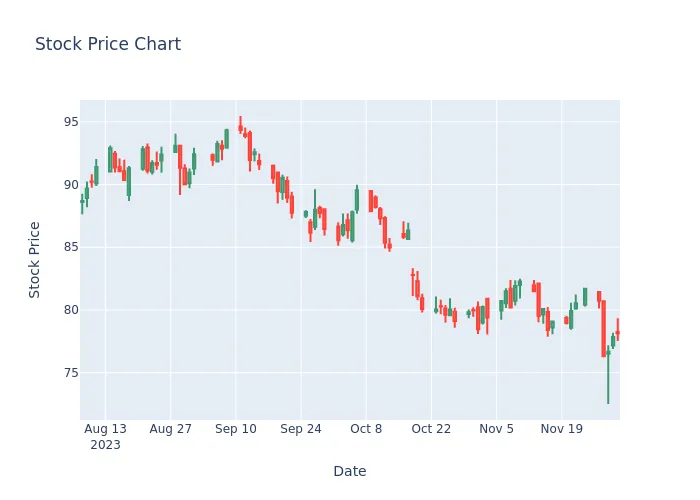 Stock Price Chart
95
90
85
80
75
Stock Price
Aug 13
2023
Aug 27
Sep 10
Sep 24
Oct 8
Oct 22
Nov 5
Nov 19
Date